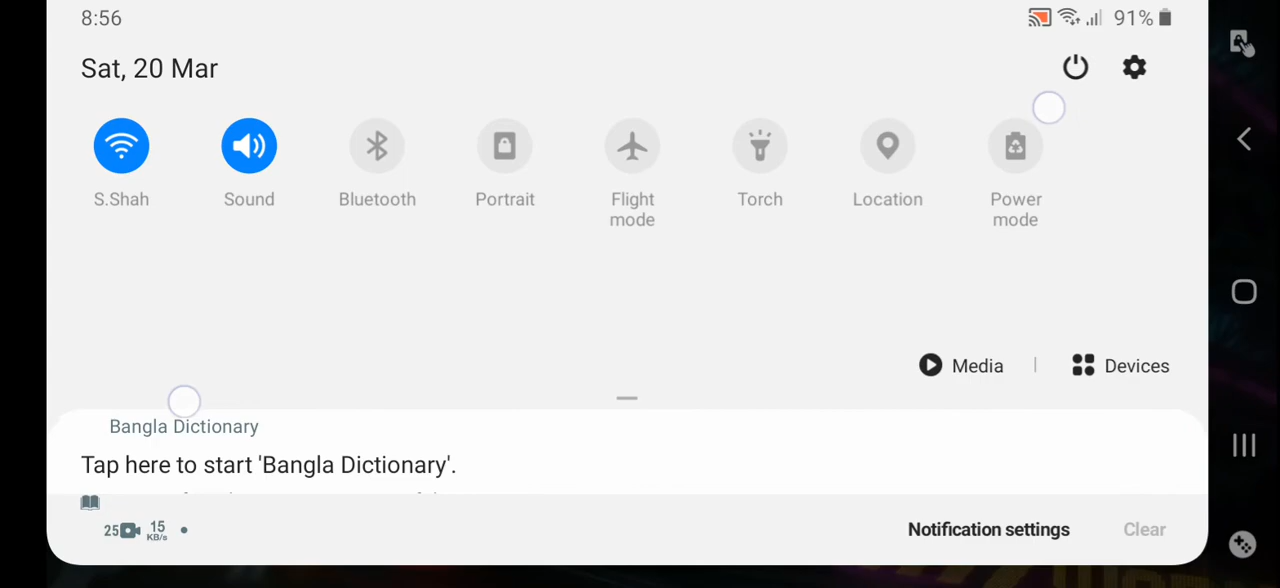 8:56
91%
Sat, 20 Mar
S.Shah
Sound
Bluetooth
Portrait
Flight
mode
Torch
Location
Power
mode
Media
Devices
Bangla Dictionary
Tap here to start 'Bangla Dictionary'.
25
15
KB/s
Notification settings
Clear